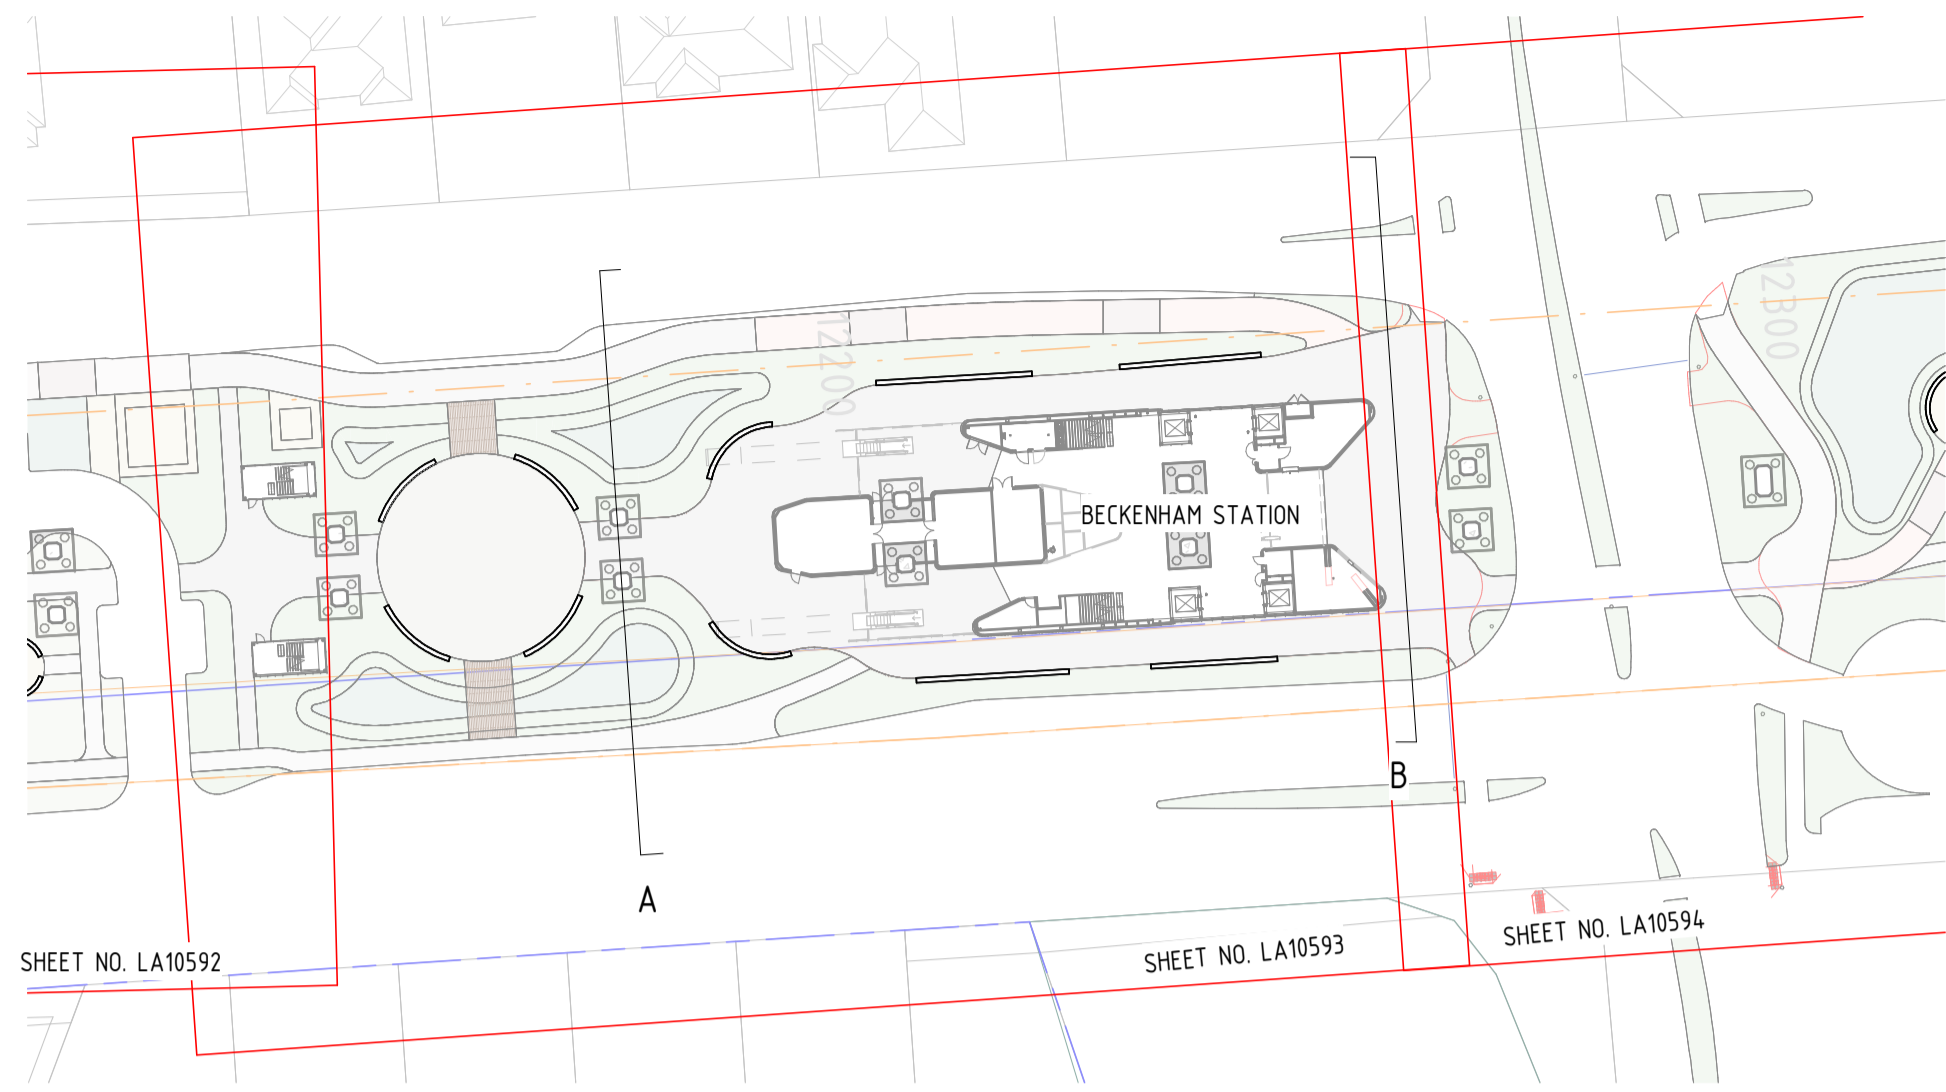 12200
12300
BECKENHAM STATION
B
A
SHEET NO. LA10592
SHEET NO. LA10593
SHEET NO. LA10594